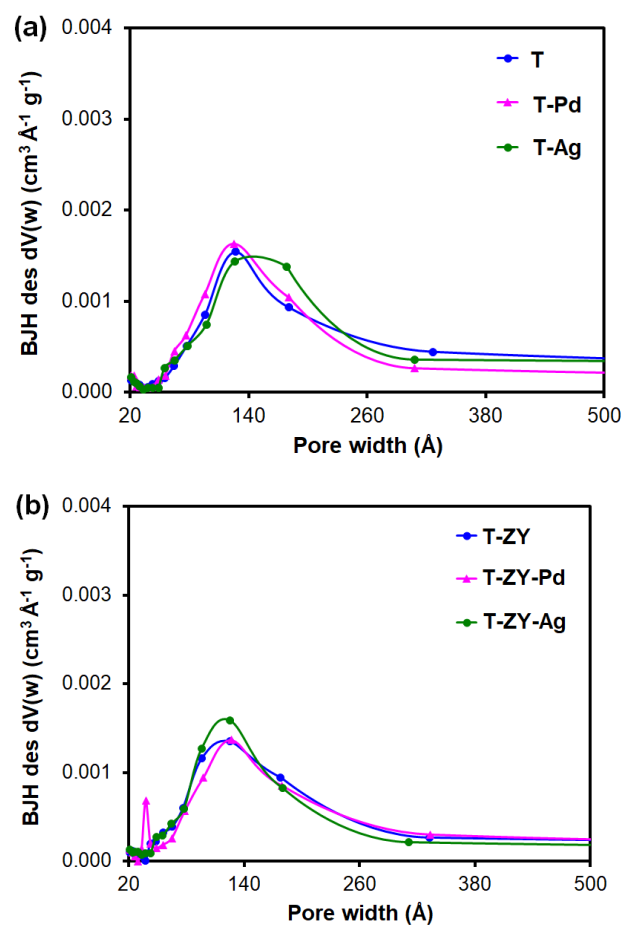 (a)
0.004
0.003
0.002
0.001
0.000
BJH des dV(w) (cm³ Å⁻¹ g⁻¹)
T
T-Pd
T-Ag
20 140 260 380 500
Pore width (Å)
(b)
0.004
0.003
0.002
0.001
0.000
BJH des dV(w) (cm³ Å⁻¹ g⁻¹)
T-ZY
T-ZY-Pd
T-ZY-Ag
20 140 260 380 500
Pore width (Å)